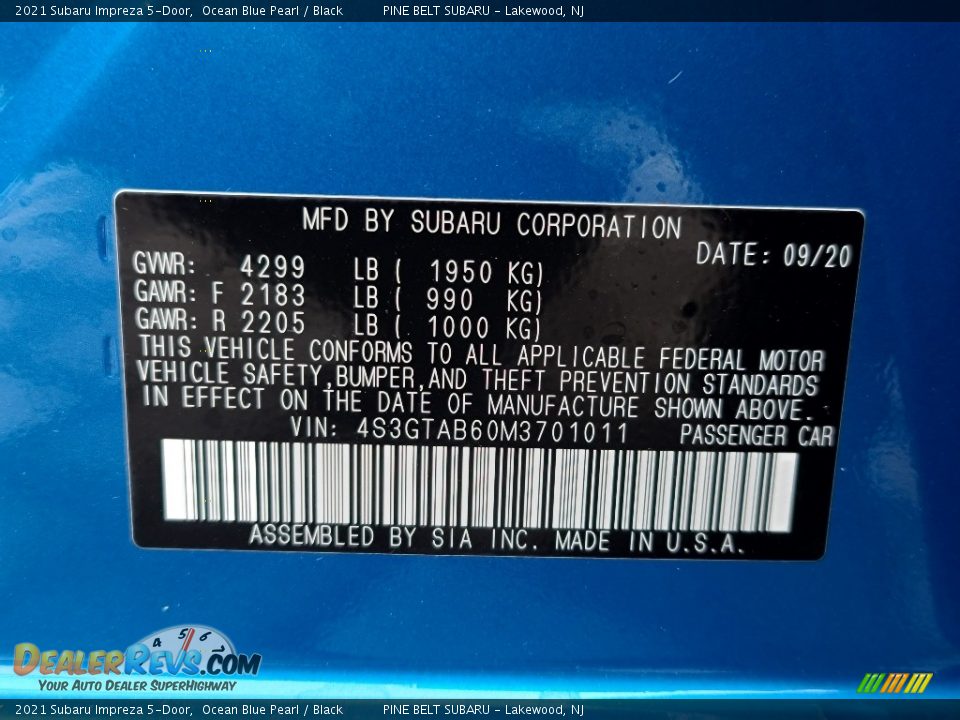 2021 Subaru Impreza 5-Door, Ocean Blue Pearl / Black PINE BELT SUBARU - Lakewood, NJ
MFD BY SUBARU CORPORATION
DATE: 09/20
GVWR: 4299 LB ( 1950 KG)
GAWR: F 2183 LB ( 990 KG)
GAWR: R 2205 LB ( 1000 KG)
THIS VEHICLE CONFORMS TO ALL APPLICABLE FEDERAL MOTOR
VEHICLE SAFETY,BUMPER,AND THEFT PREVENTION STANDARDS
IN EFFECT ON THE DATE OF MANUFACTURE SHOWN ABOVE.
VIN: 4S3GTAB60M3701011 PASSENGER CAR
ASSEMBLED BY SIA INC. MADE IN U.S.A.
4 5 6
DEALERREVS.COM
YOUR AUTO DEALER SUPERHIGHWAY
2021 Subaru Impreza 5-Door, Ocean Blue Pearl / Black PINE BELT SUBARU - Lakewood, NJ